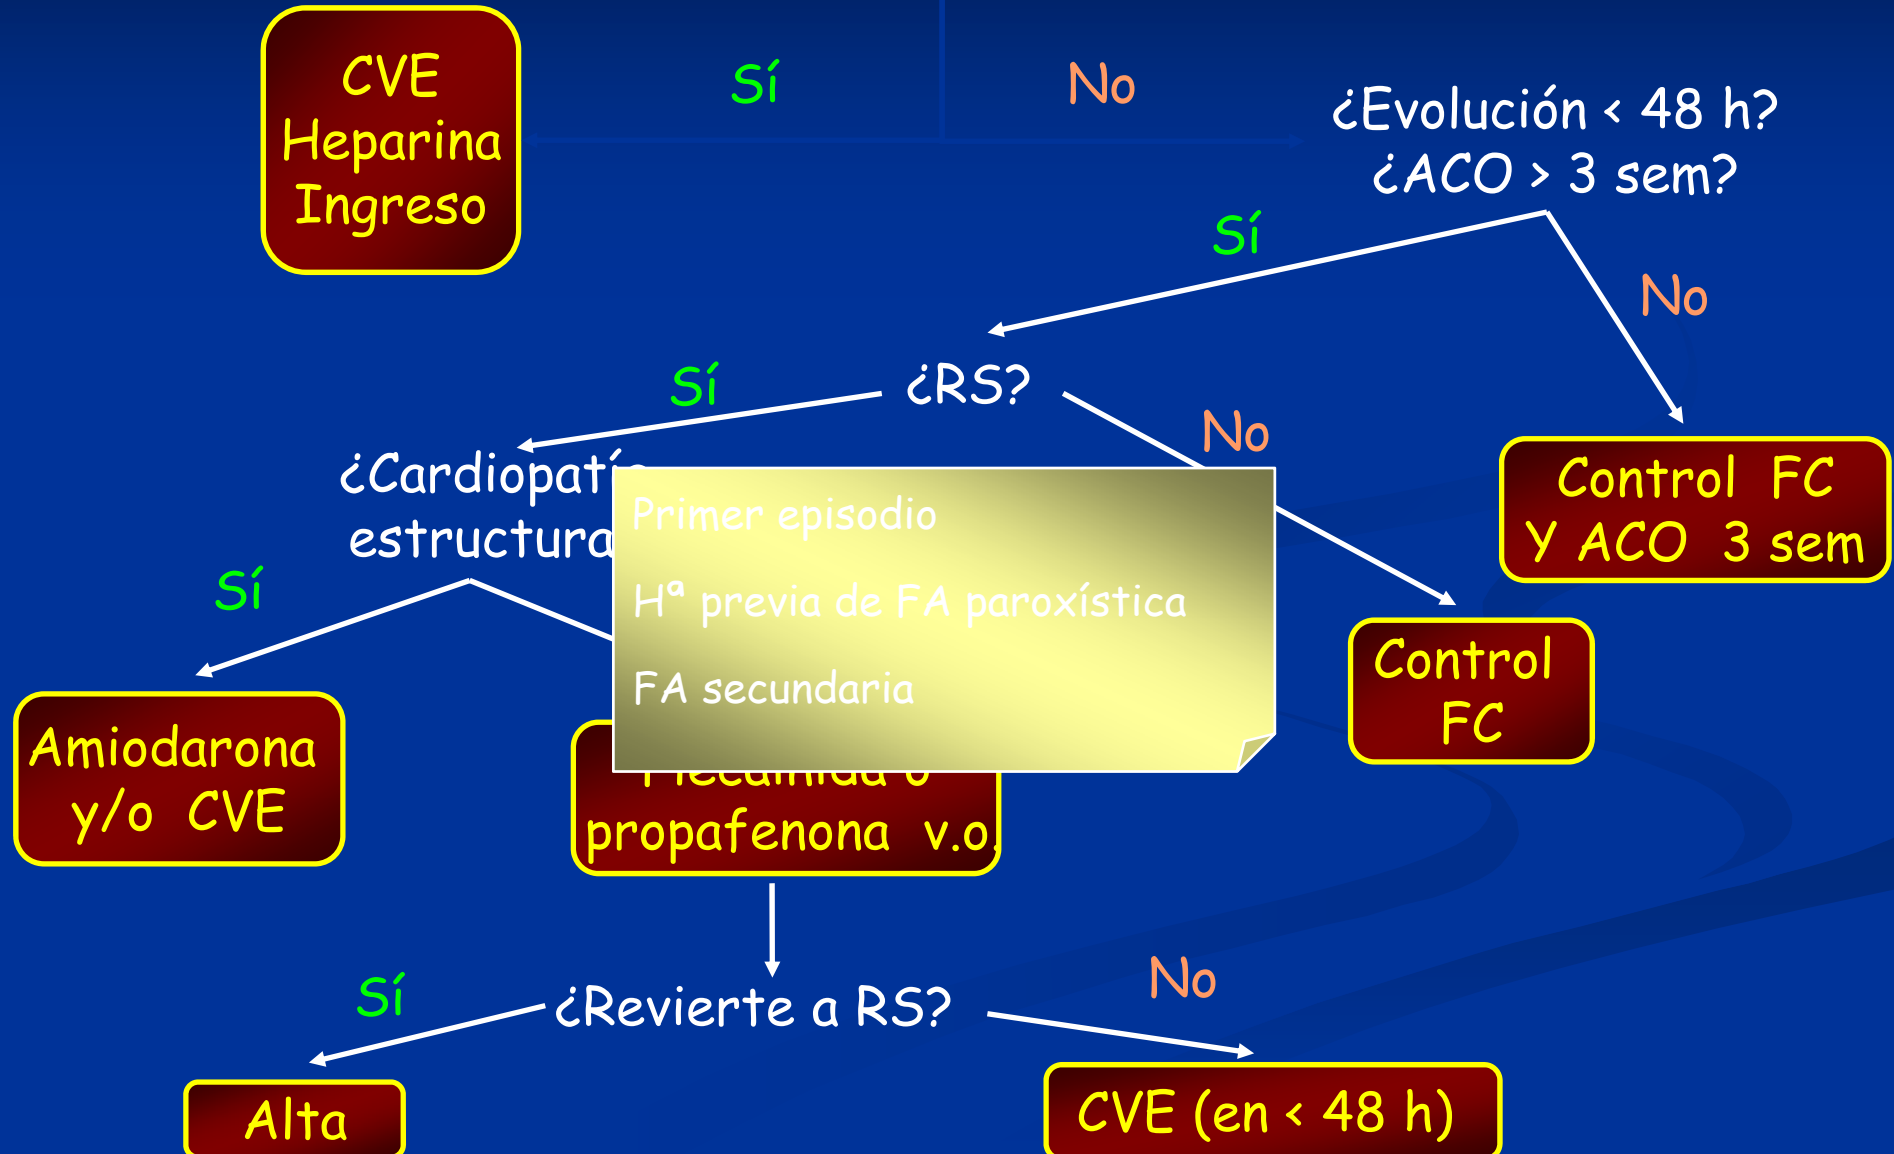 CVE
Heparina
Ingreso
Sí
No
¿Evolución < 48 h?
¿ACO > 3 sem?
Sí
No
¿RS?
Sí
No
Control FC
Y ACO 3 sem
estructura
Sí
Primer episodio
Hª previa de FA paroxística
FA secundaria
Control
FC
Amiodarona
y/o CVE
propafenona v.o.
¿Revierte a RS?
Sí
No
Alta
CVE (en < 48 h)